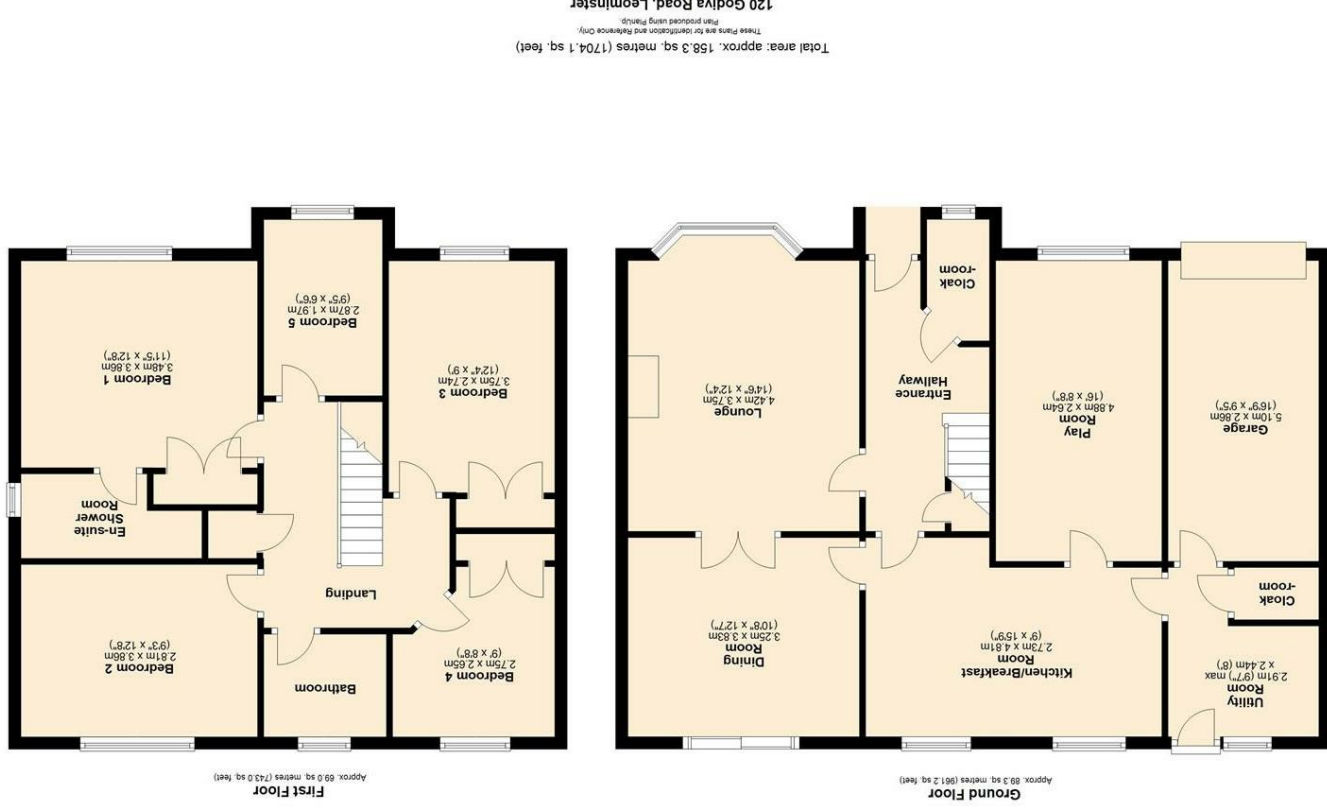 Ground Floor
Approx. 89.3 sq. metres (961.2 sq. feet)
Utility
Room
2.91m (9'7") max
x 2.44m (8')
Kitchen/Breakfast
Room
2.73m x 4.81m
(9' x 15'9")
Dining
Room
3.25m x 3.83m
(10'8" x 12'7")
Cloak
-room
Garage
5.10m x 2.86m
(16'9" x 9'5")
Play
Room
4.88m x 2.64m
(16' x 8'8")
Entrance
Hallway
Lounge
4.42m x 3.75m
(14'6" x 12'4")
Cloak
-room
First Floor
Approx. 69.0 sq. metres (743.0 sq. feet)
Bedroom 4
2.75m x 2.65m
(9' x 8'8")
Bathroom
Bedroom 2
2.81m x 3.86m
(9'3" x 12'8")
Landing
En-suite
Shower
Room
Bedroom 3
3.75m x 2.74m
(12'4" x 9')
Bedroom 1
3.48m x 3.86m
(11'5" x 12'8")
Bedroom 5
2.87m x 1.97m
(9'5" x 6'6")
Total area: approx. 158.3 sq. metres (1704.1 sq. feet)
These Plans are for Identification and Reference Only.
Plan produced using PlanUp.
120 Godiva Road, Leominster